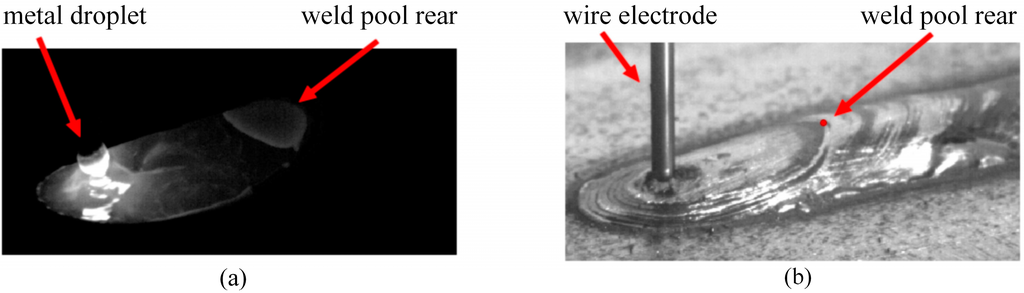 metal droplet
weld pool rear
wire electrode
weld pool rear
(a)
(b)